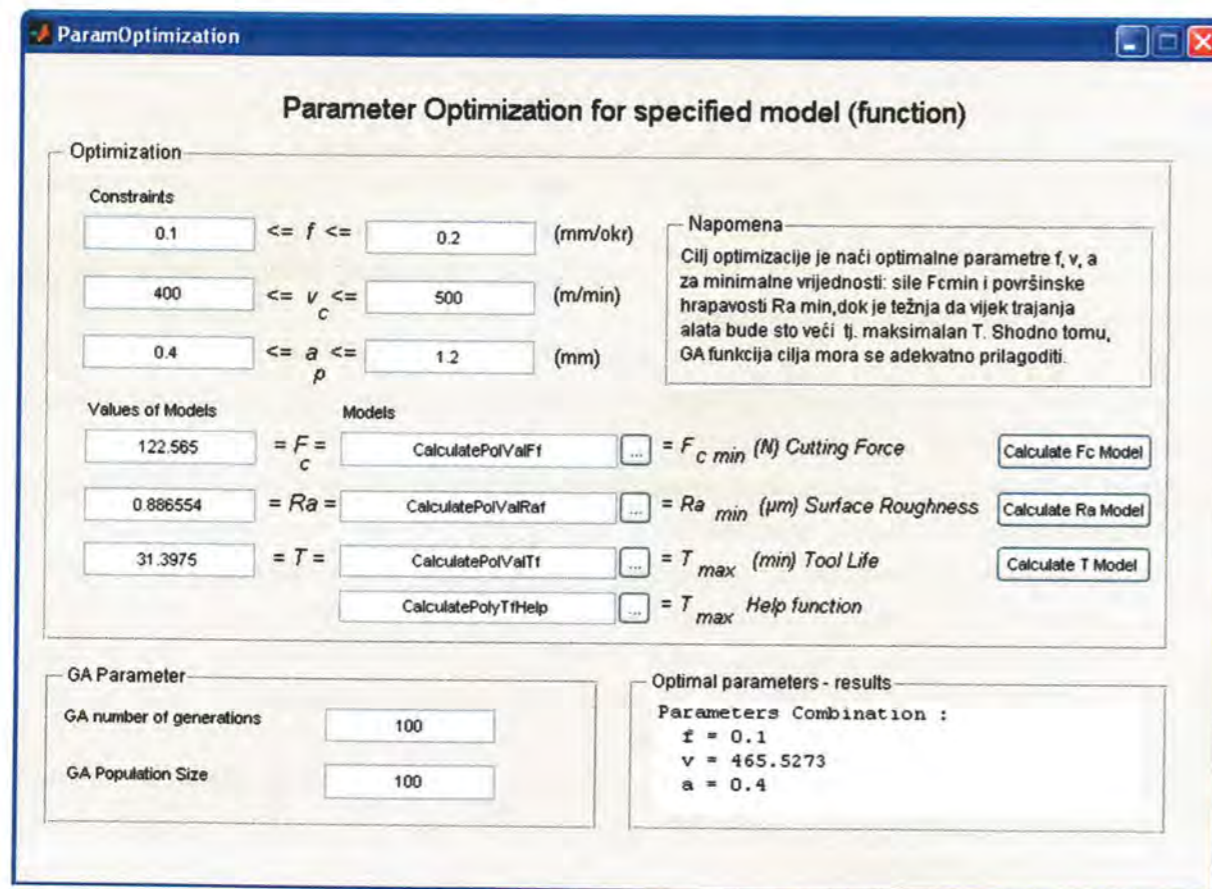 ParamOptimization
Parameter Optimization for specified model (function)
Optimization
Constraints
0.1 <= f <= 0.2 (mm/okr)
400 <= v c <= 500 (m/min)
0.4 <= a p <= 1.2 (mm)
Napomena
Cilj optimizacije je naći optimalne parametre f, v, a
za minimalne vrijednosti: sile Fcmin i površinske
hrapavosti Ra min,dok je težnja da vijek trajanja
alata bude sto veći tj. maksimalan T. Shodno tomu,
GA funkcija cilja mora se adekvatno prilagoditi.
Values of Models Models
122.565 = F c = CalculatePolValFf ... = F c min (N) Cutting Force Calculate Fc Model
0.886554 = Ra = CalculatePolValRaf ... = Ra min (μm) Surface Roughness Calculate Ra Model
31.3975 = T = CalculatePolValTf ... = T max (min) Tool Life Calculate T Model
CalculatePolyTfHelp ... = T max Help function
GA Parameter
GA number of generations 100
GA Population Size 100
Optimal parameters - results
Parameters Combination :
f = 0.1
v = 465.5273
a = 0.4